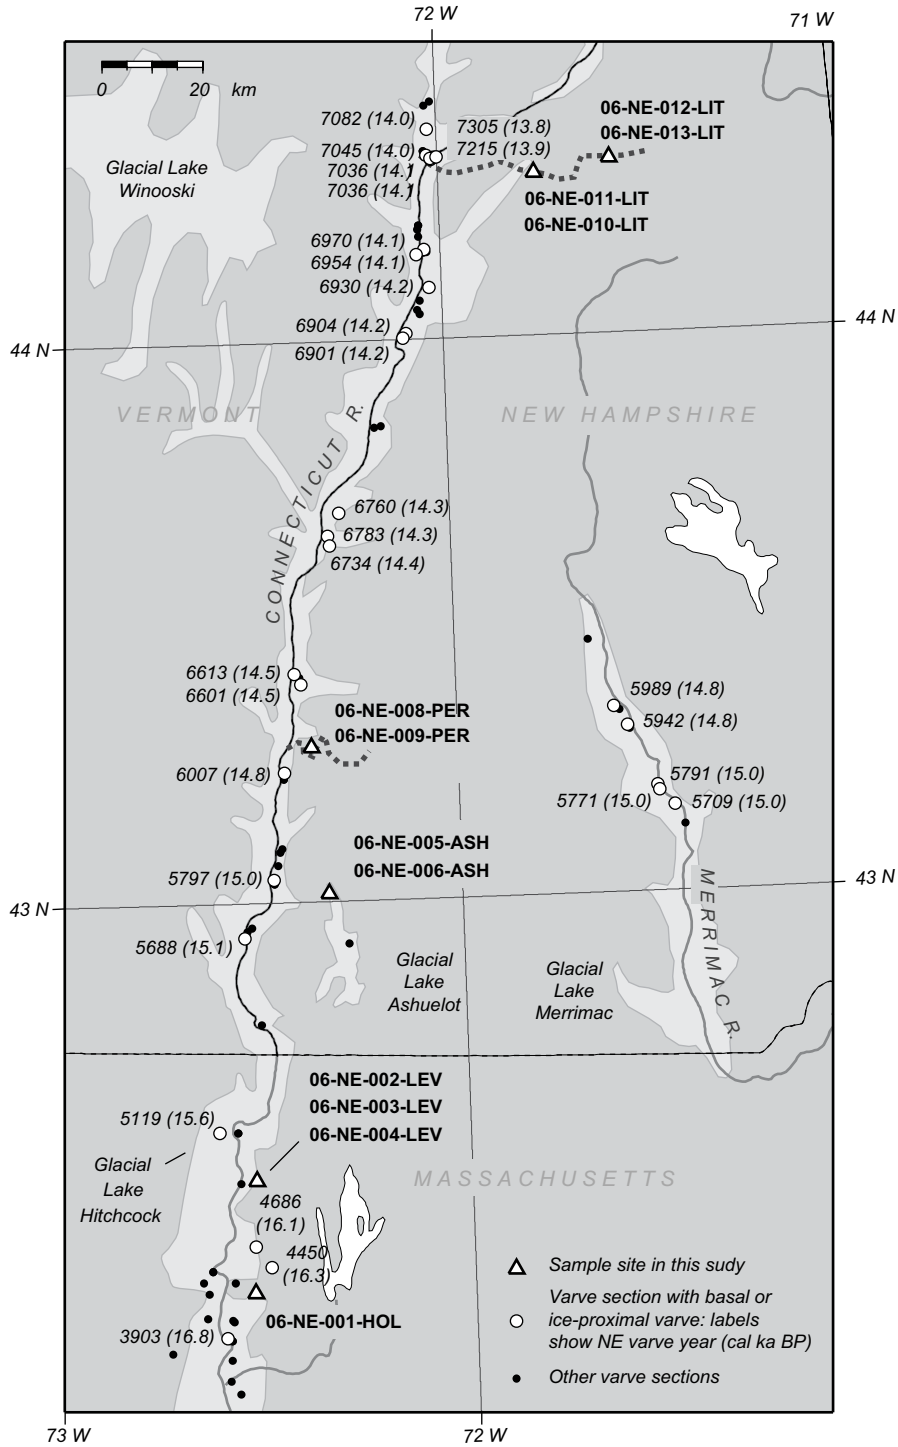 72 W
71 W
0 20 km
06-NE-012-LIT
06-NE-013-LIT
7082 (14.0)
7305 (13.8)
7215 (13.9)
7045 (14.0)
7036 (14.1
7036 (14.1
Glacial Lake
Winooski
06-NE-011-LIT
06-NE-010-LIT
6970 (14.1)
6954 (14.1)
6930 (14.2)
6904 (14.2)
6901 (14.2)
44 N
44 N
VERMONT
NEW HAMPSHIRE
CONNECTICUT R.
6760 (14.3)
6783 (14.3)
6734 (14.4)
6613 (14.5)
6601 (14.5)
06-NE-008-PER
06-NE-009-PER
6007 (14.8)
5989 (14.8)
5942 (14.8)
5791 (15.0)
5771 (15.0)
5709 (15.0)
06-NE-005-ASH
06-NE-006-ASH
5797 (15.0)
43 N
43 N
MERRIMAC R.
5688 (15.1)
Glacial
Lake
Ashuelot
Glacial
Lake
Merrimac
06-NE-002-LEV
06-NE-003-LEV
06-NE-004-LEV
5119 (15.6)
Glacial
Lake
Hitchcock
MASSACHUSETTS
4686
(16.1)
4450
(16.3)
06-NE-001-HOL
3903 (16.8)
Sample site in this sudy
Varve section with basal or
ice-proximal varve: labels
show NE varve year (cal ka BP)
Other varve sections
73 W
72 W